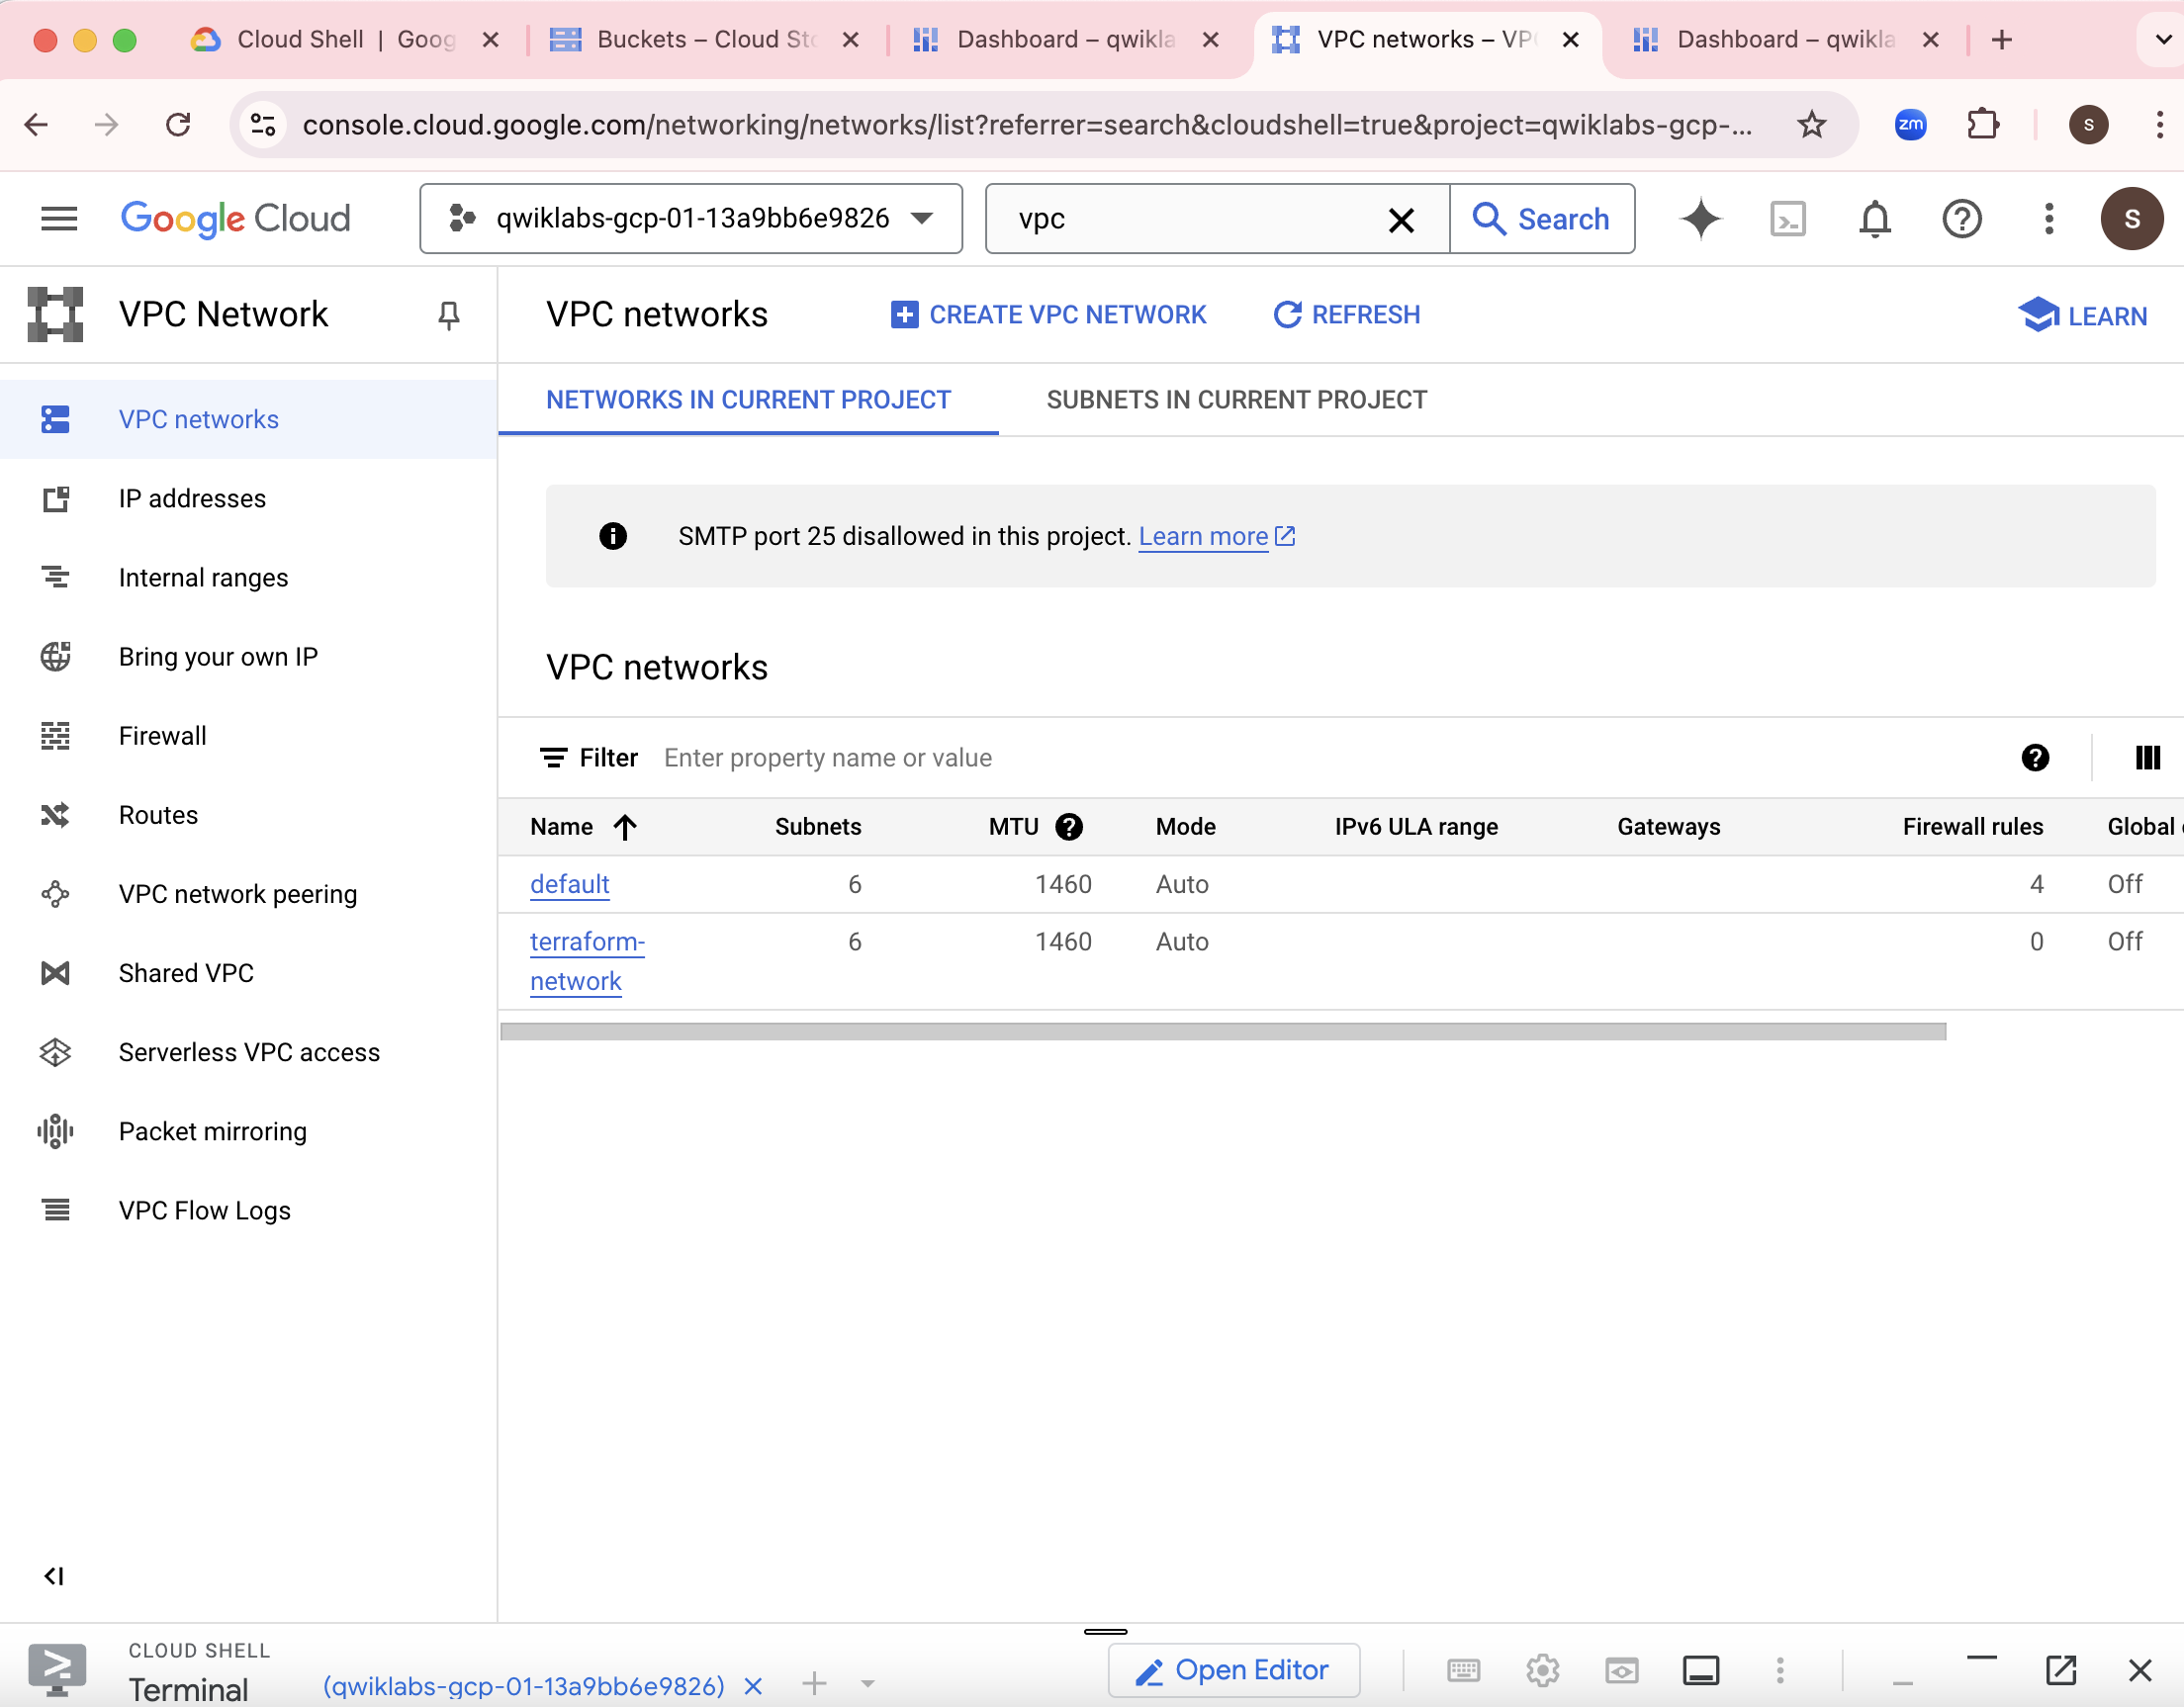 Cloud Shell | Goog
Buckets – Cloud Sto
Dashboard – qwikla
VPC networks – VP
Dashboard – qwikla
console.cloud.google.com/networking/networks/list?referrer=search&cloudshell=true&project=qwiklabs-gcp-...
zm
S
Google Cloud
qwiklabs-gcp-01-13a9bb6e9826
vpc
Search
S
VPC Network
VPC networks
CREATE VPC NETWORK
REFRESH
LEARN
VPC networks
IP addresses
Internal ranges
Bring your own IP
Firewall
Routes
VPC network peering
Shared VPC
Serverless VPC access
Packet mirroring
VPC Flow Logs
NETWORKS IN CURRENT PROJECT
SUBNETS IN CURRENT PROJECT
SMTP port 25 disallowed in this project. Learn more
VPC networks
Filter Enter property name or value
Name Subnets MTU Mode IPv6 ULA range Gateways Firewall rules Global
default 6 1460 Auto 4 Off
terraform- 6 1460 Auto 0 Off
network
CLOUD SHELL
Terminal
(qwiklabs-gcp-01-13a9bb6e9826)
Open Editor